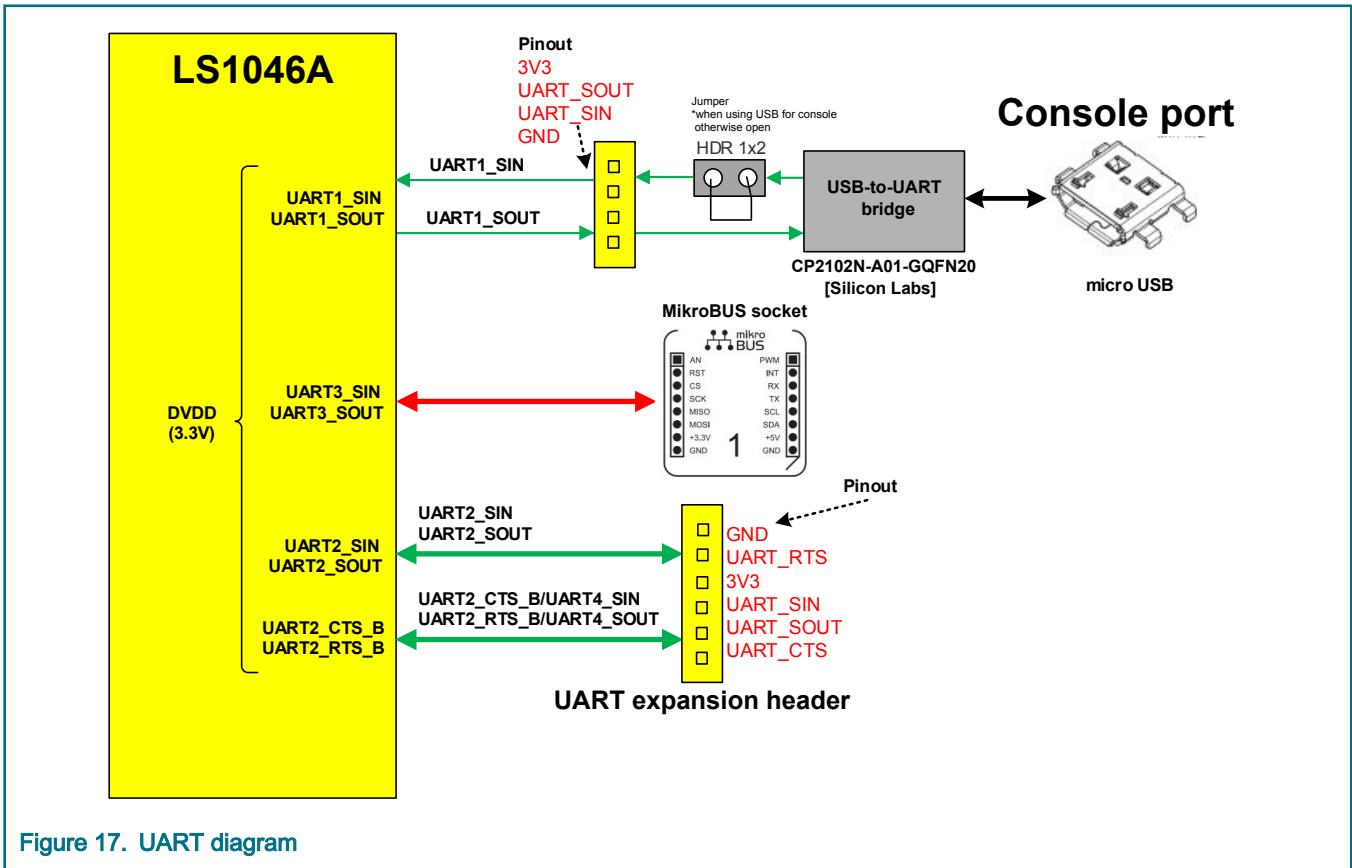 LS1046A
Pinout
3V3
UART_SOUT
UART_SIN
GND
Jumper
*when using USB for console
otherwise open
HDR 1x2
Console port
UART1_SIN
UART1_SIN
UART1_SOUT
UART1_SOUT
USB-to-UART
bridge
CP2102N-A01-GQFN20
[Silicon Labs]
micro USB
MikroBUS socket
mikro
BUS
AN PWM
RST INT
CS RX
SCK TX
MISO SCL
MOSI SDA
+3.3V +5V
GND GND
1
UART3_SIN
UART3_SOUT
DVDD
(3.3V)
Pinout
UART2_SIN
UART2_SOUT
UART2_SIN
UART2_SOUT
GND
UART_RTS
3V3
UART_SIN
UART_SOUT
UART_CTS
UART2_CTS_B/UART4_SIN
UART2_RTS_B/UART4_SOUT
UART2_CTS_B
UART2_RTS_B
UART expansion header
Figure 17. UART diagram